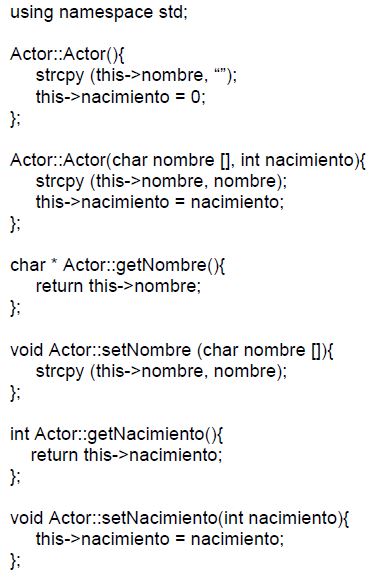 using namespace std;
Actor::Actor(){
strcpy (this->nombre, “”);
this->nacimiento = 0;
};
Actor::Actor(char nombre [], int nacimiento){
strcpy (this->nombre, nombre);
this->nacimiento = nacimiento;
};
char * Actor::getNombre(){
return this->nombre;
};
void Actor::setNombre (char nombre []){
strcpy (this->nombre, nombre);
};
int Actor::getNacimiento(){
return this->nacimiento;
};
void Actor::setNacimiento(int nacimiento){
this->nacimiento = nacimiento;
};